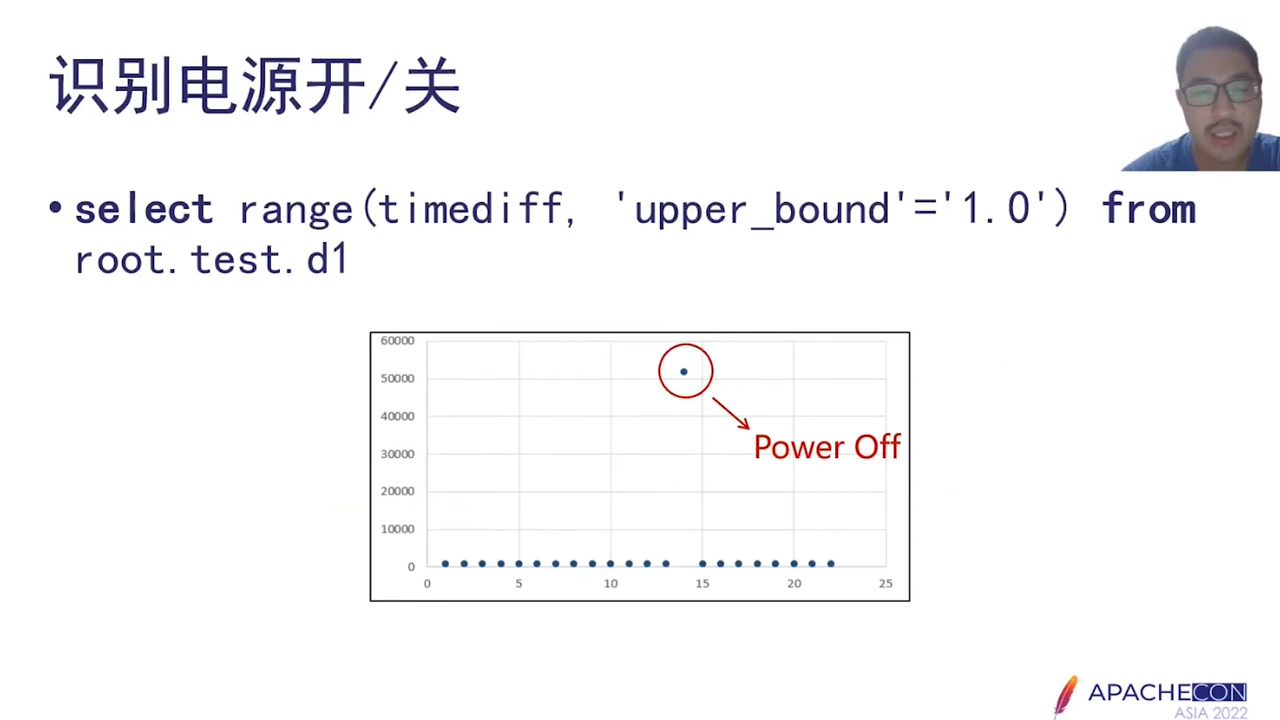 识别电源开/关
• select range(timediff, 'upper_bound'='1.0') from
root.test.d1
60000
50000
40000
30000
20000
10000
0
Power Off
0 5 10 15 20 25
APACHECON
ASIA 2022